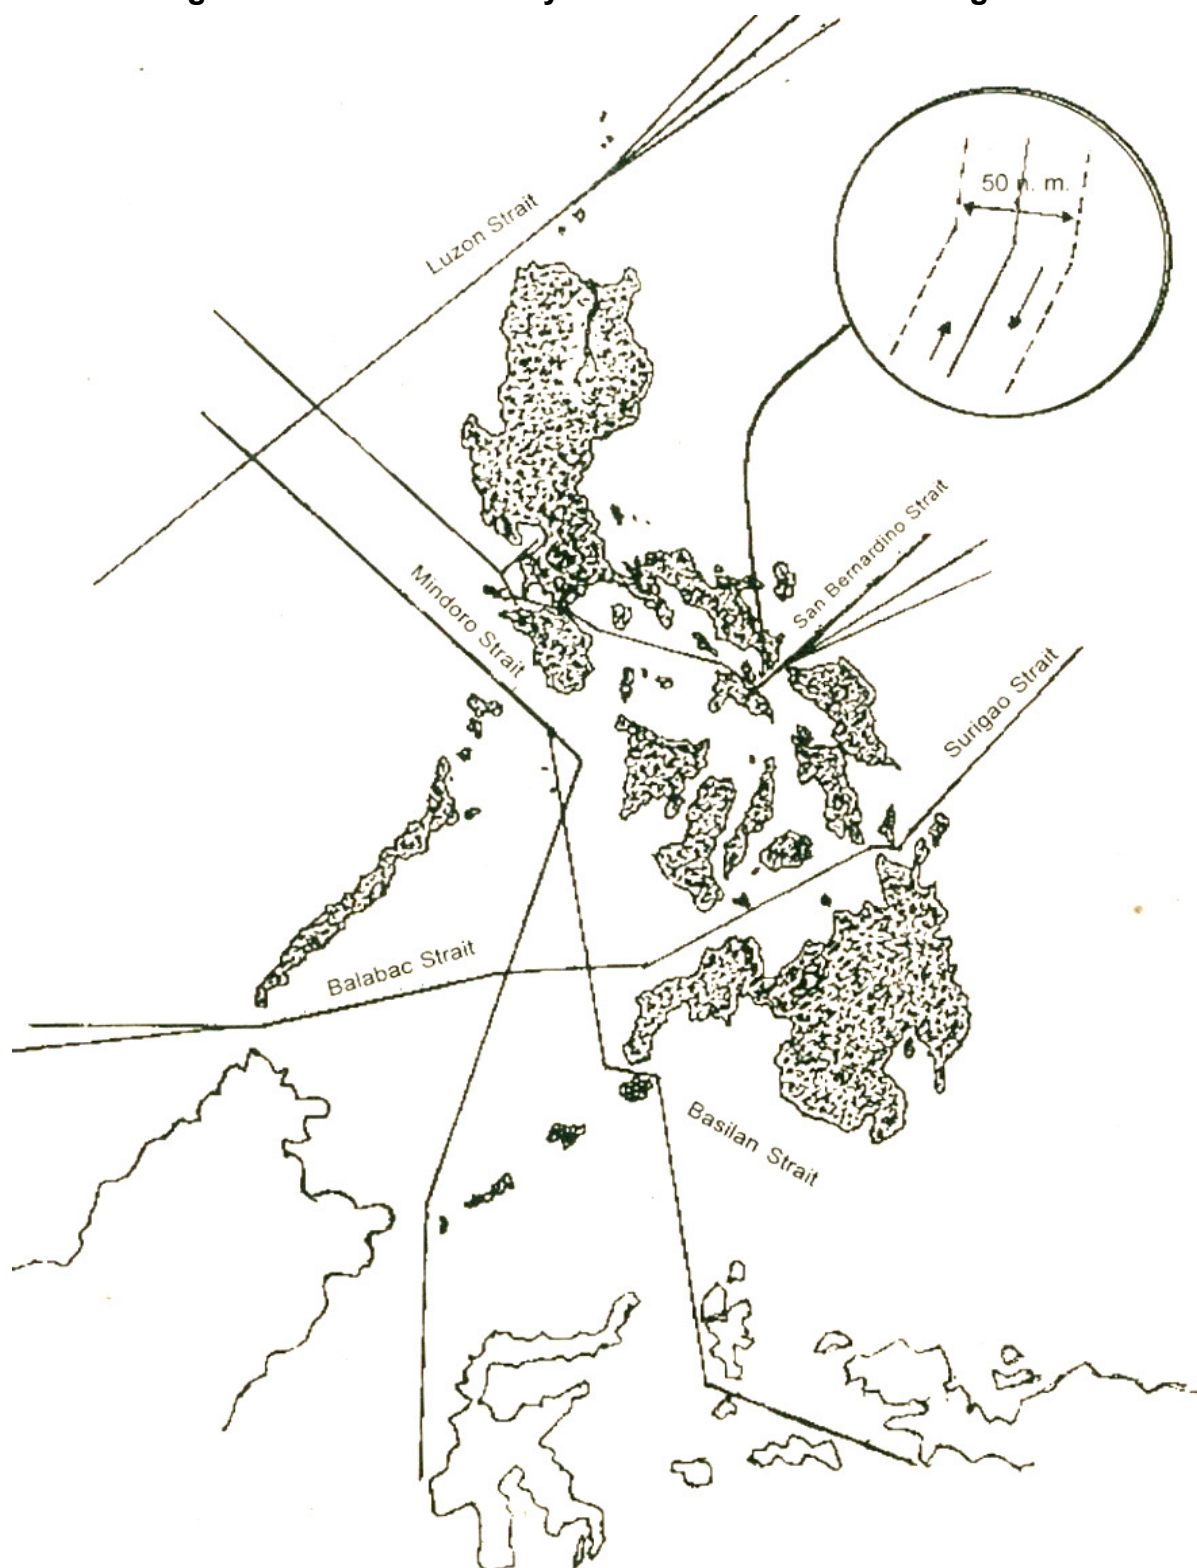 Luzon Strait
50 n. m.
San Bernardino Strait
Mindoro Strait
Surigao Strait
Balabac Strait
Basilan Strait